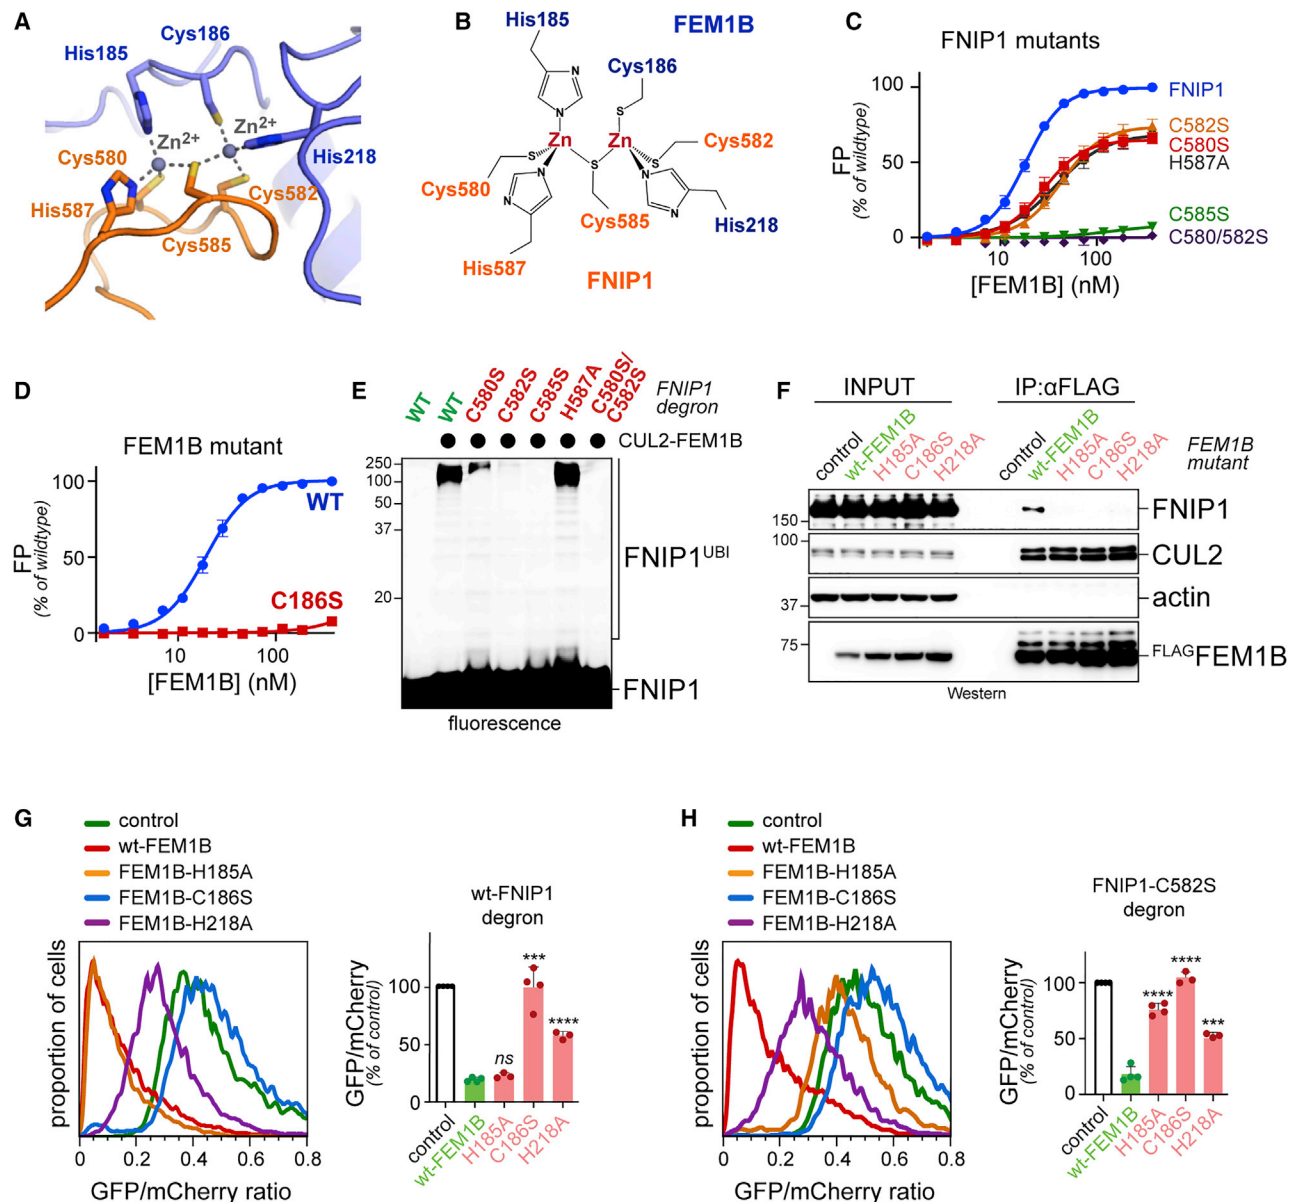 A
His185
Cys186
Zn2+
Zn2+
Cys580
His218
His587
Cys582
Cys585
B
His185
FEM1B
Cys186
N
N
S
Zn
Zn
Cys582
S
S
S
N
N
Cys580
Cys585
N
N
His218
His587
FNIP1
C
FNIP1 mutants
100
50
0
FP
(% of wildtype)
FNIP1
C582S
C580S
H587A
C585S
C580/582S
10
100
[FEM1B] (nM)
D
FEM1B mutant
100
50
0
FP
(% of wildtype)
WT
C186S
10
100
[FEM1B] (nM)
E
WT
WT
C580S
C582S
C585S
H587A
C580S/
C582S
FNIP1
degron
CUL2-FEM1B
250
100
50
37
20
FNIP1UBI
FNIP1
fluorescence
F
INPUT
IP:αFLAG
control
wt-FEM1B
H185A
C186S
H218A
control
wt-FEM1B
H185A
C186S
H218A
FEM1B
mutant
150
FNIP1
100
CUL2
37
actin
75
FLAGFEM1B
Western
G
control
wt-FEM1B
FEM1B-H185A
FEM1B-C186S
FEM1B-H218A
proportion of cells
0
0.2
0.4
0.6
0.8
GFP/mCherry ratio
wt-FNIP1
degron
GFP/mCherry
(% of control)
100
50
0
ns
***
****
control
wt-FEM1B
H185A
C186S
H218A
H
control
wt-FEM1B
FEM1B-H185A
FEM1B-C186S
FEM1B-H218A
proportion of cells
0
0.2
0.4
0.6
0.8
GFP/mCherry ratio
FNIP1-C582S
degron
GFP/mCherry
(% of control)
100
50
0
****
****
***
control
wt-FEM1B
H185A
C186S
H218A